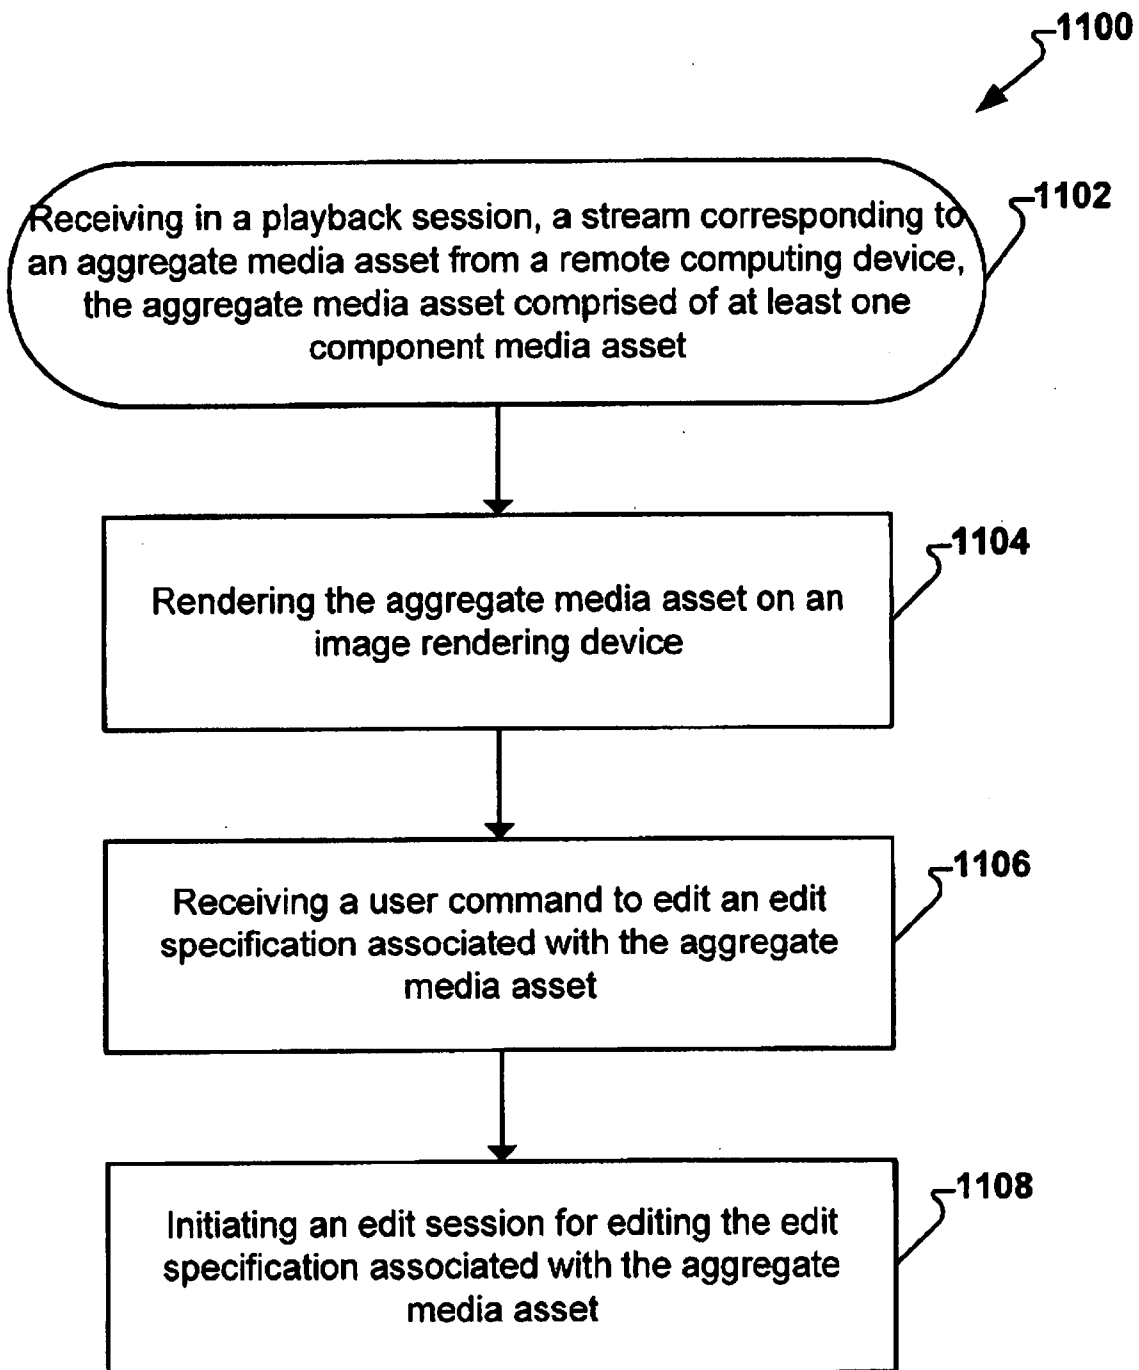 1100
1102
Receiving in a playback session, a stream corresponding to
an aggregate media asset from a remote computing device,
the aggregate media asset comprised of at least one
component media asset
1104
Rendering the aggregate media asset on an
image rendering device
1106
Receiving a user command to edit an edit
specification associated with the aggregate
media asset
1108
Initiating an edit session for editing the edit
specification associated with the aggregate
media asset